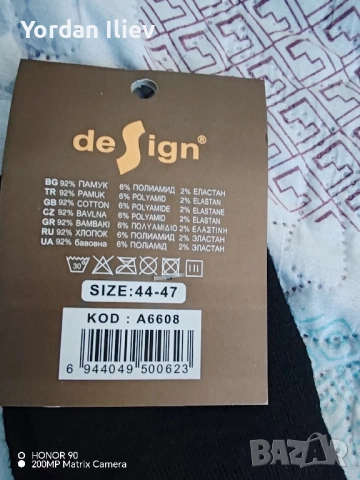 Yordan Iliev
deSign®
BG 92% ПАМУК 6% ПОЛИАМИД 2% ЕЛАСТАН
TR 92% PAMUK 6% POLYAMID 2% ELASTAN
GB 92% COTTON 6% POLYAMIDE 2% ELASTANE
CZ 92% BAVLNA 6% POLYAMID 2% ELASTAN
GR 92% ΒΑΜΒΑΚΙ 6% ΠΟΛΥΑΜΙΔΙΟ 2% ΕΛΑΣΤΙΝΗ
RU 92% ХЛОПОК 6% ПОЛИАМИД 2% ЭЛАСТАН
UA 92% бавовна 6% ПОЛІАМІД 2% ЭЛАСТАН
30°
SIZE:44-47
KOD : A6608
6 944049 500623
HONOR 90
200MP Matrix Camera
BAZAR